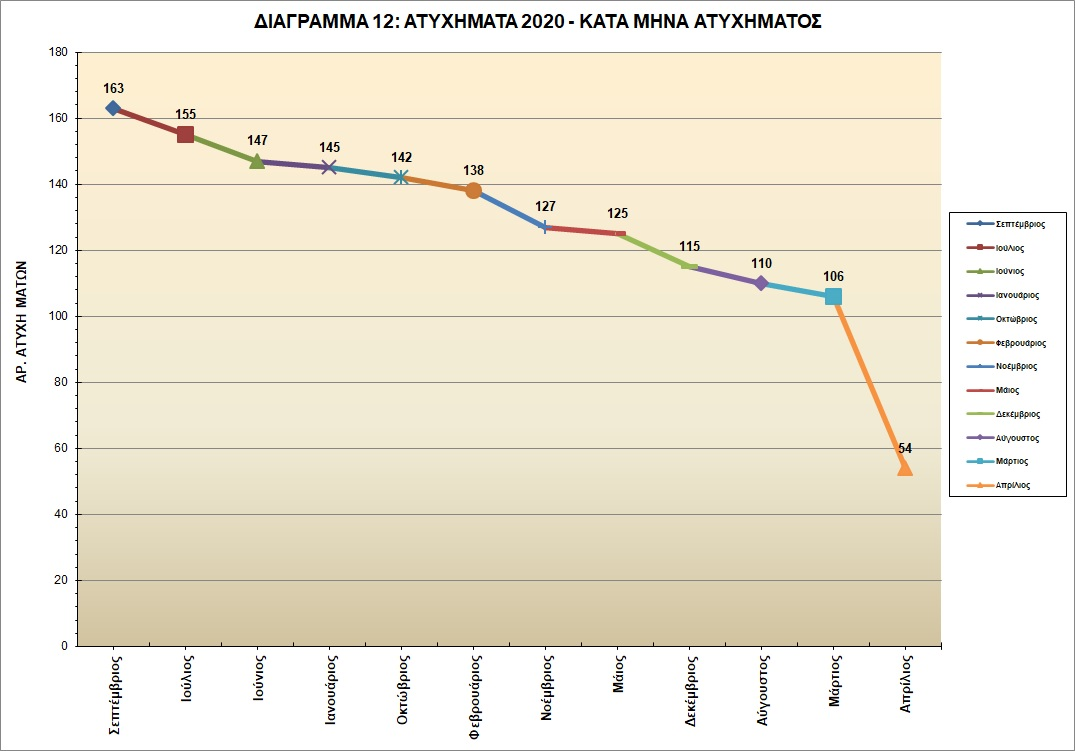 ΔΙΑΓΡΑΜΜΑ 12: ΑΤΥΧΗΜΑΤΑ 2020 - ΚΑΤΑ ΜΗΝΑ ΑΤΥΧΗΜΑΤΟΣ
ΑΡ. ΑΤΥΧΗ ΜΑΤΩΝ
180
160
140
120
100
80
60
40
20
0
163
155
147
145
142
138
127
125
115
110
106
54
Σεπτέμβριος
Ιούλιος
Ιούνιος
Ιανουάριος
Οκτώβριος
Φεβρουάριος
Νοέμβριος
Μάιος
Δεκέμβριος
Αύγουστος
Μάρτιος
Απρίλιος
Σεπτέμβριος
Ιούλιος
Ιούνιος
Ιανουάριος
Οκτώβριος
Φεβρουάριος
Νοέμβριος
Μάιος
Δεκέμβριος
Αύγουστος
Μάρτιος
Απρίλιος